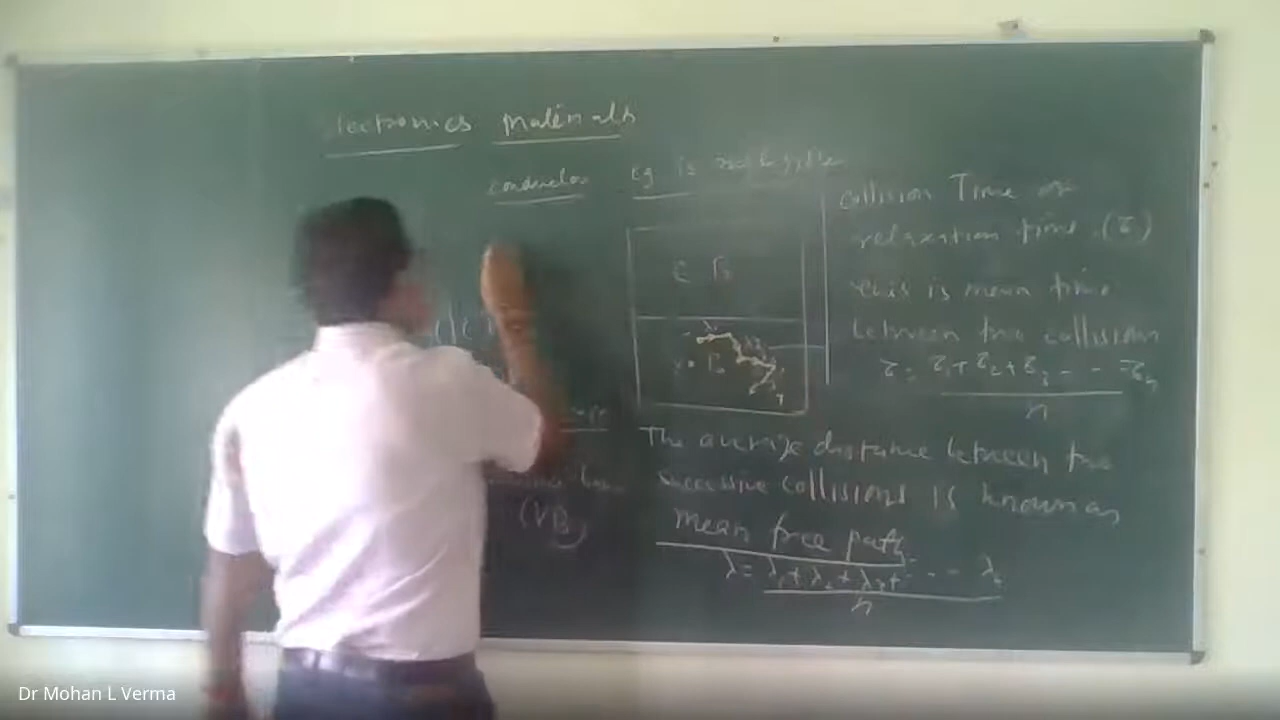 lectronics materials
conductor Eg is negligible
C B
V B
Collision Time or
relaxation time (τ)
This is mean time
between two collision
τ = τ1 + τ2 + τ3 - - - τn
n
(VB)
The average distance between two
successive collisions is known as
mean free path
λ = λ1 + λ2 + λ3 + - - - λn
n
Dr Mohan L Verma